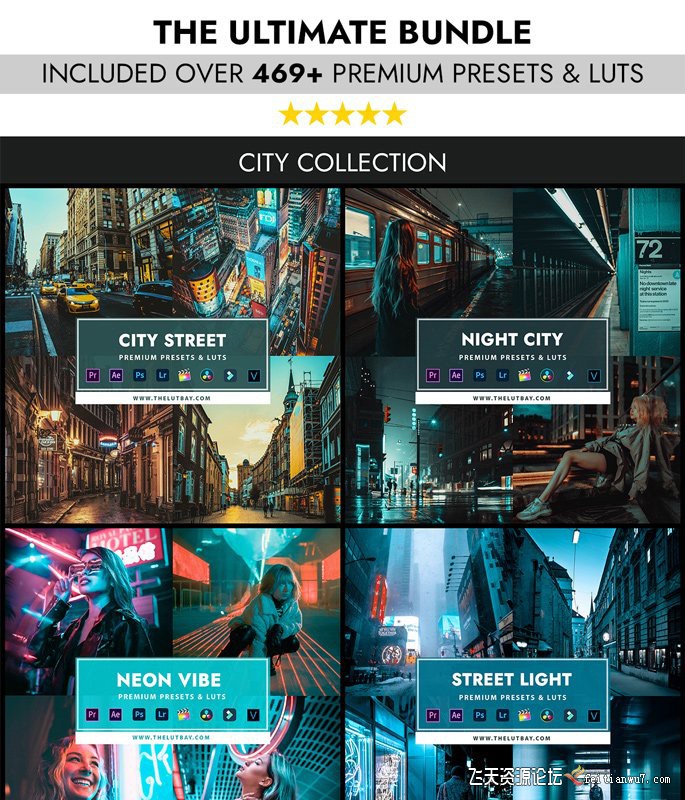 THE ULTIMATE BUNDLE
INCLUDED OVER 469+ PREMIUM PRESETS & LUTS
CITY COLLECTION
72
Nights
No downtown late
night service
at this station
CITY STREET
PREMIUM PRESETS & LUTS
Pr Ae Ps Lr V
WWW.THELUTBAY.COM
NIGHT CITY
PREMIUM PRESETS & LUTS
Pr Ae Ps Lr V
WWW.THELUTBAY.COM
HOTEL
NEON VIBE
PREMIUM PRESETS & LUTS
Pr Ae Ps Lr V
WWW.THELUTBAY.COM
STREET LIGHT
PREMIUM PRESETS & LUTS
Pr Ae Ps Lr V
WWW.THELUTBAY.COM
飞天资源论坛
feitianwu7.com